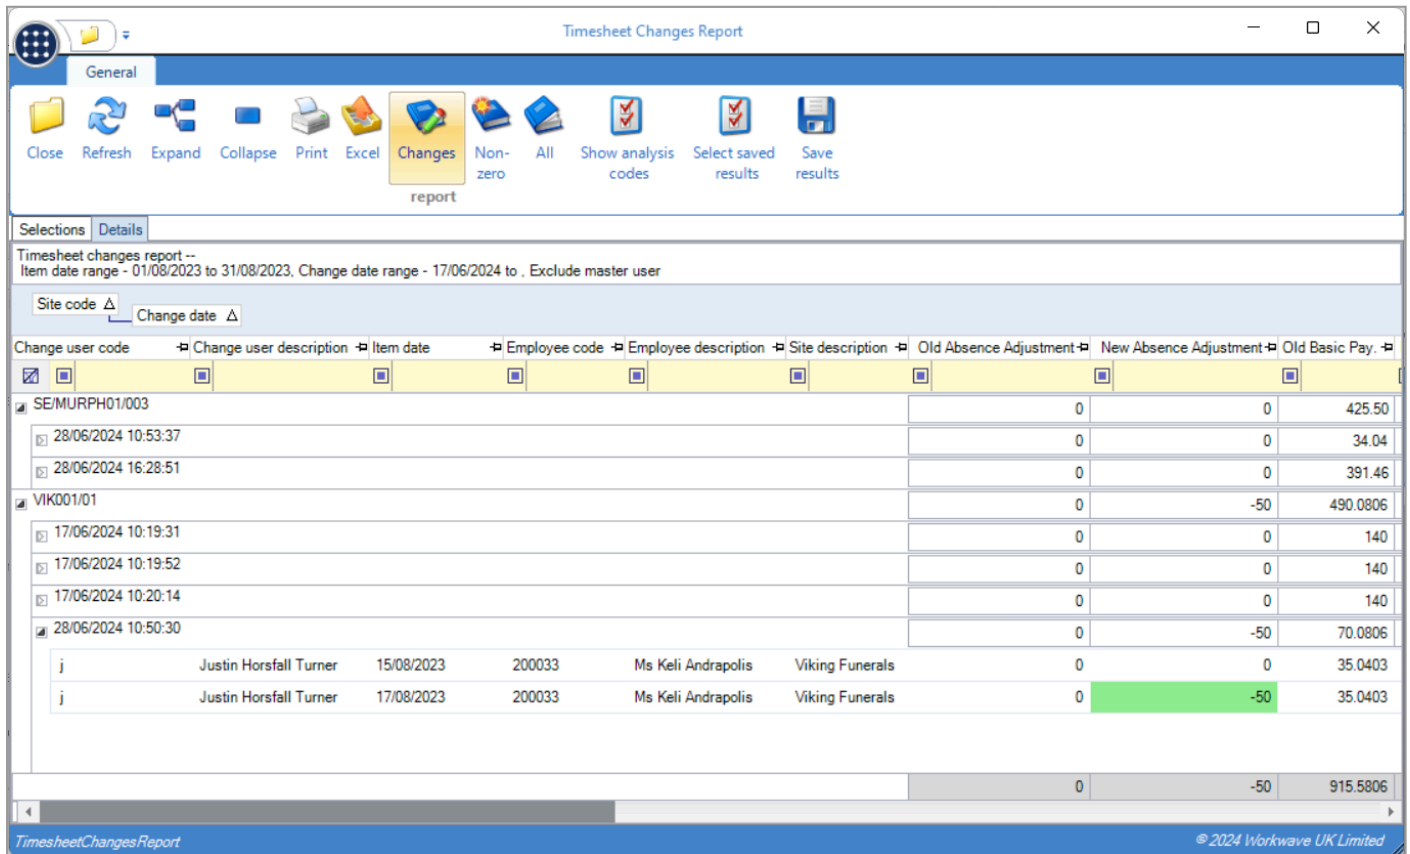 Timesheet Changes Report
General
Close Refresh Expand Collapse Print Excel Changes Non-zero All Show analysis codes Select saved results Save results
report
Selections Details
Timesheet changes report --
Item date range - 01/08/2023 to 31/08/2023, Change date range - 17/06/2024 to . Exclude master user
Site code
Change date
Change user code Change user description Item date Employee code Employee description Site description Old Absence Adjustment New Absence Adjustment Old Basic Pay.
SE/MURPH01/003 0 0 425.50
28/06/2024 10:53:37 0 0 34.04
28/06/2024 16:28:51 0 0 391.46
VIK001/01 0 -50 490.0806
17/06/2024 10:19:31 0 0 140
17/06/2024 10:19:52 0 0 140
17/06/2024 10:20:14 0 0 140
28/06/2024 10:50:30 0 -50 70.0806
j Justin Horsfall Turner 15/08/2023 200033 Ms Keli Andrapolis Viking Funerals 0 0 35.0403
j Justin Horsfall Turner 17/08/2023 200033 Ms Keli Andrapolis Viking Funerals 0 -50 35.0403
0 -50 915.5806
TimesheetChangesReport © 2024 Workwave UK Limited